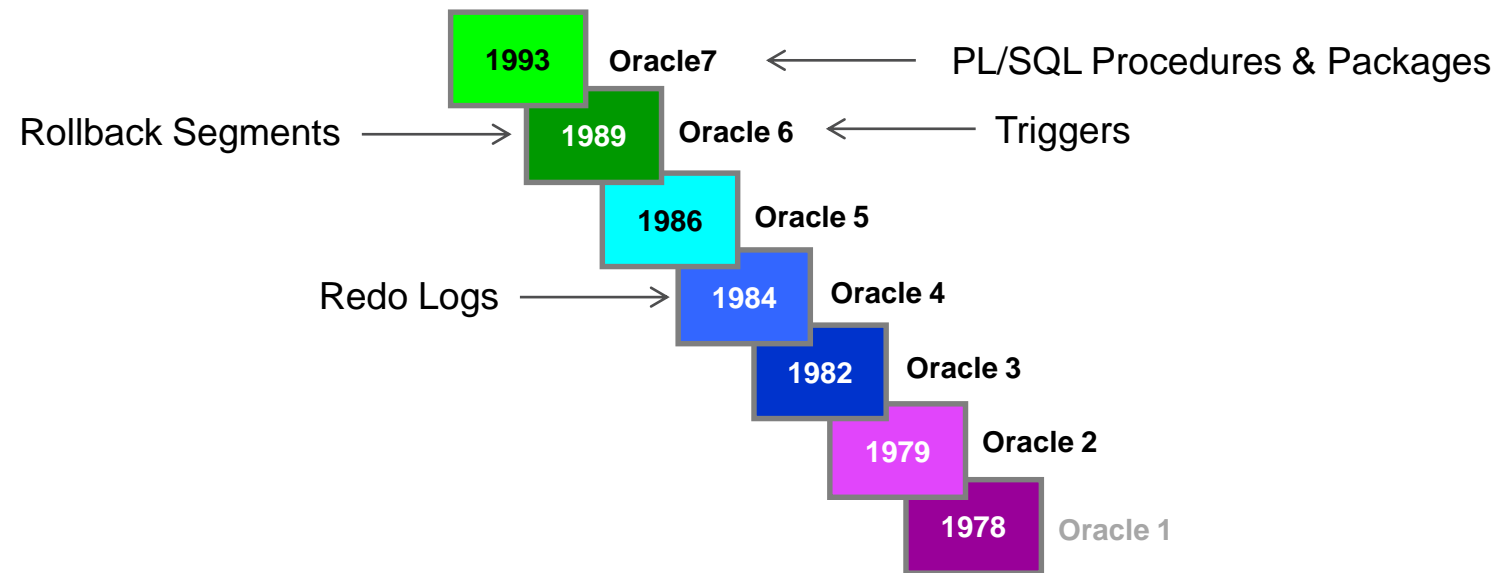 1993 Oracle7 PL/SQL Procedures & Packages
Rollback Segments 1989 Oracle 6 Triggers
1986 Oracle 5
Redo Logs 1984 Oracle 4
1982 Oracle 3
1979 Oracle 2
1978 Oracle 1